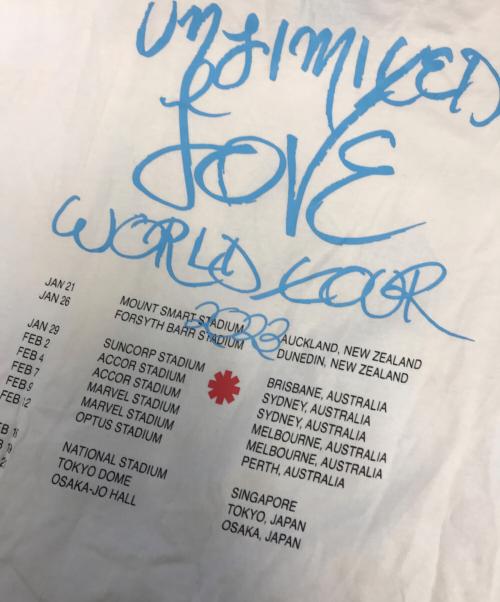 UNLIMITED
LOVE
WORLD TOUR
2023
JAN 21 MOUNT SMART STADIUM AUCKLAND, NEW ZEALAND
JAN 26 FORSYTH BARR STADIUM DUNEDIN, NEW ZEALAND
JAN 29 SUNCORP STADIUM BRISBANE, AUSTRALIA
FEB 2 ACCOR STADIUM SYDNEY, AUSTRALIA
FEB 4 ACCOR STADIUM SYDNEY, AUSTRALIA
FEB 7 MARVEL STADIUM MELBOURNE, AUSTRALIA
FEB 9 MARVEL STADIUM MELBOURNE, AUSTRALIA
FEB 12 OPTUS STADIUM PERTH, AUSTRALIA
NATIONAL STADIUM SINGAPORE
TOKYO DOME TOKYO, JAPAN
OSAKA-JO HALL OSAKA, JAPAN